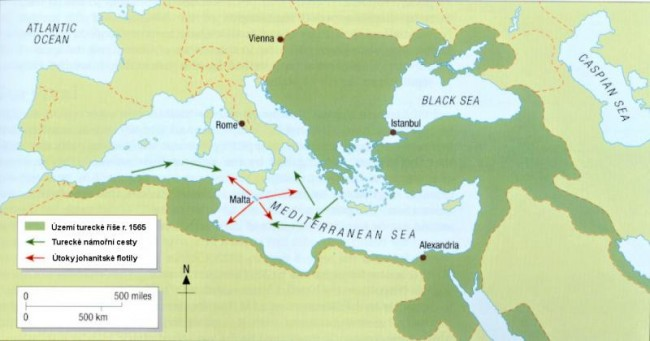 ATLANTIC
OCEAN
Vienna
CASPIAN SEA
BLACK SEA
Rome
Istanbul
Malta
MEDITERRANEAN SEA
Alexandria
Území turecké říše r. 1565
Turecké námořní cesty
Útoky johanitské flotily
N
0 500 miles
0 500 km